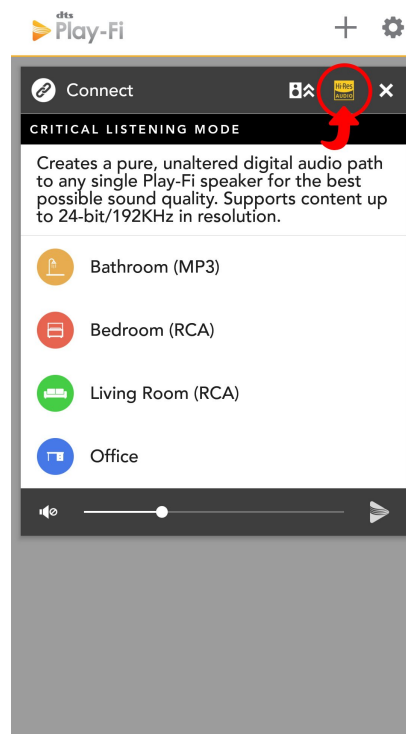 dts
Play-Fi
Connect
Hi-Res
AUDIO
CRITICAL LISTENING MODE
Creates a pure, unaltered digital audio path
to any single Play-Fi speaker for the best
possible sound quality. Supports content up
to 24-bit/192KHz in resolution.
Bathroom (MP3)
Bedroom (RCA)
Living Room (RCA)
Office